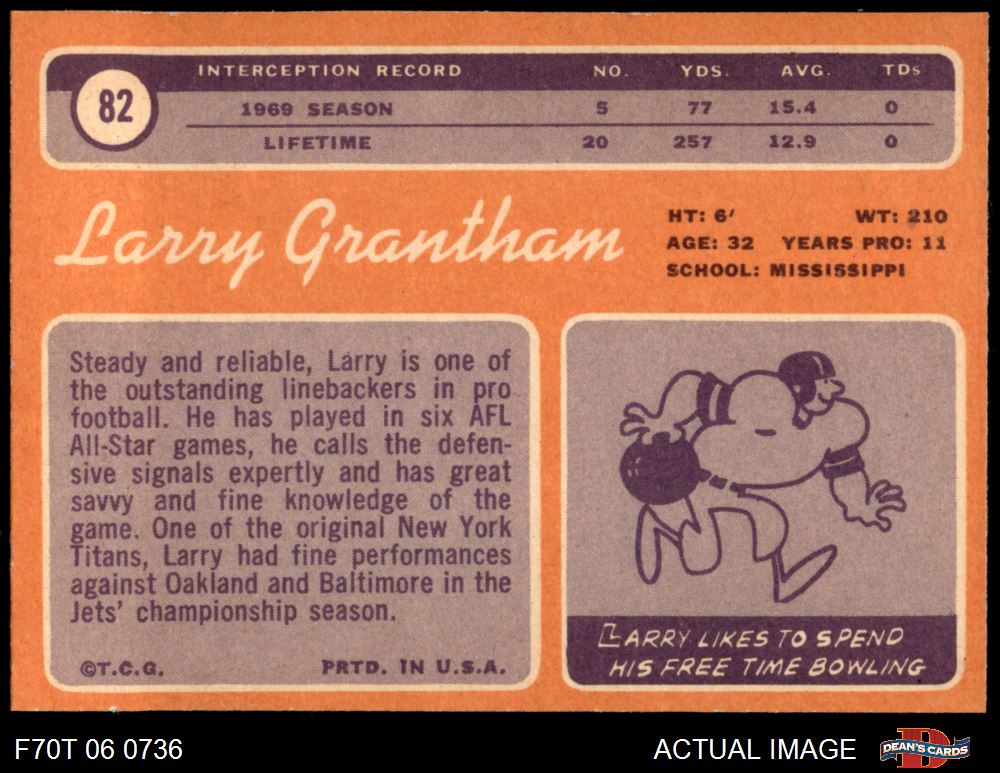 82
INTERCEPTION RECORD NO. YDS. AVG. TDs
1969 SEASON 5 77 15.4 0
LIFETIME 20 257 12.9 0
Larry Grantham
HT: 6' WT: 210
AGE: 32 YEARS PRO: 11
SCHOOL: MISSISSIPPI
Steady and reliable, Larry is one of
the outstanding linebackers in pro
football. He has played in six AFL
All-Star games, he calls the defen-
sive signals expertly and has great
savvy and fine knowledge of the
game. One of the original New York
Titans, Larry had fine performances
against Oakland and Baltimore in the
Jets' championship season.
©T.C.G. PRTD. IN U.S.A.
LARRY LIKES TO SPEND
HIS FREE TIME BOWLING
F70T 06 0736
ACTUAL IMAGE
D
DEAN'S CARDS